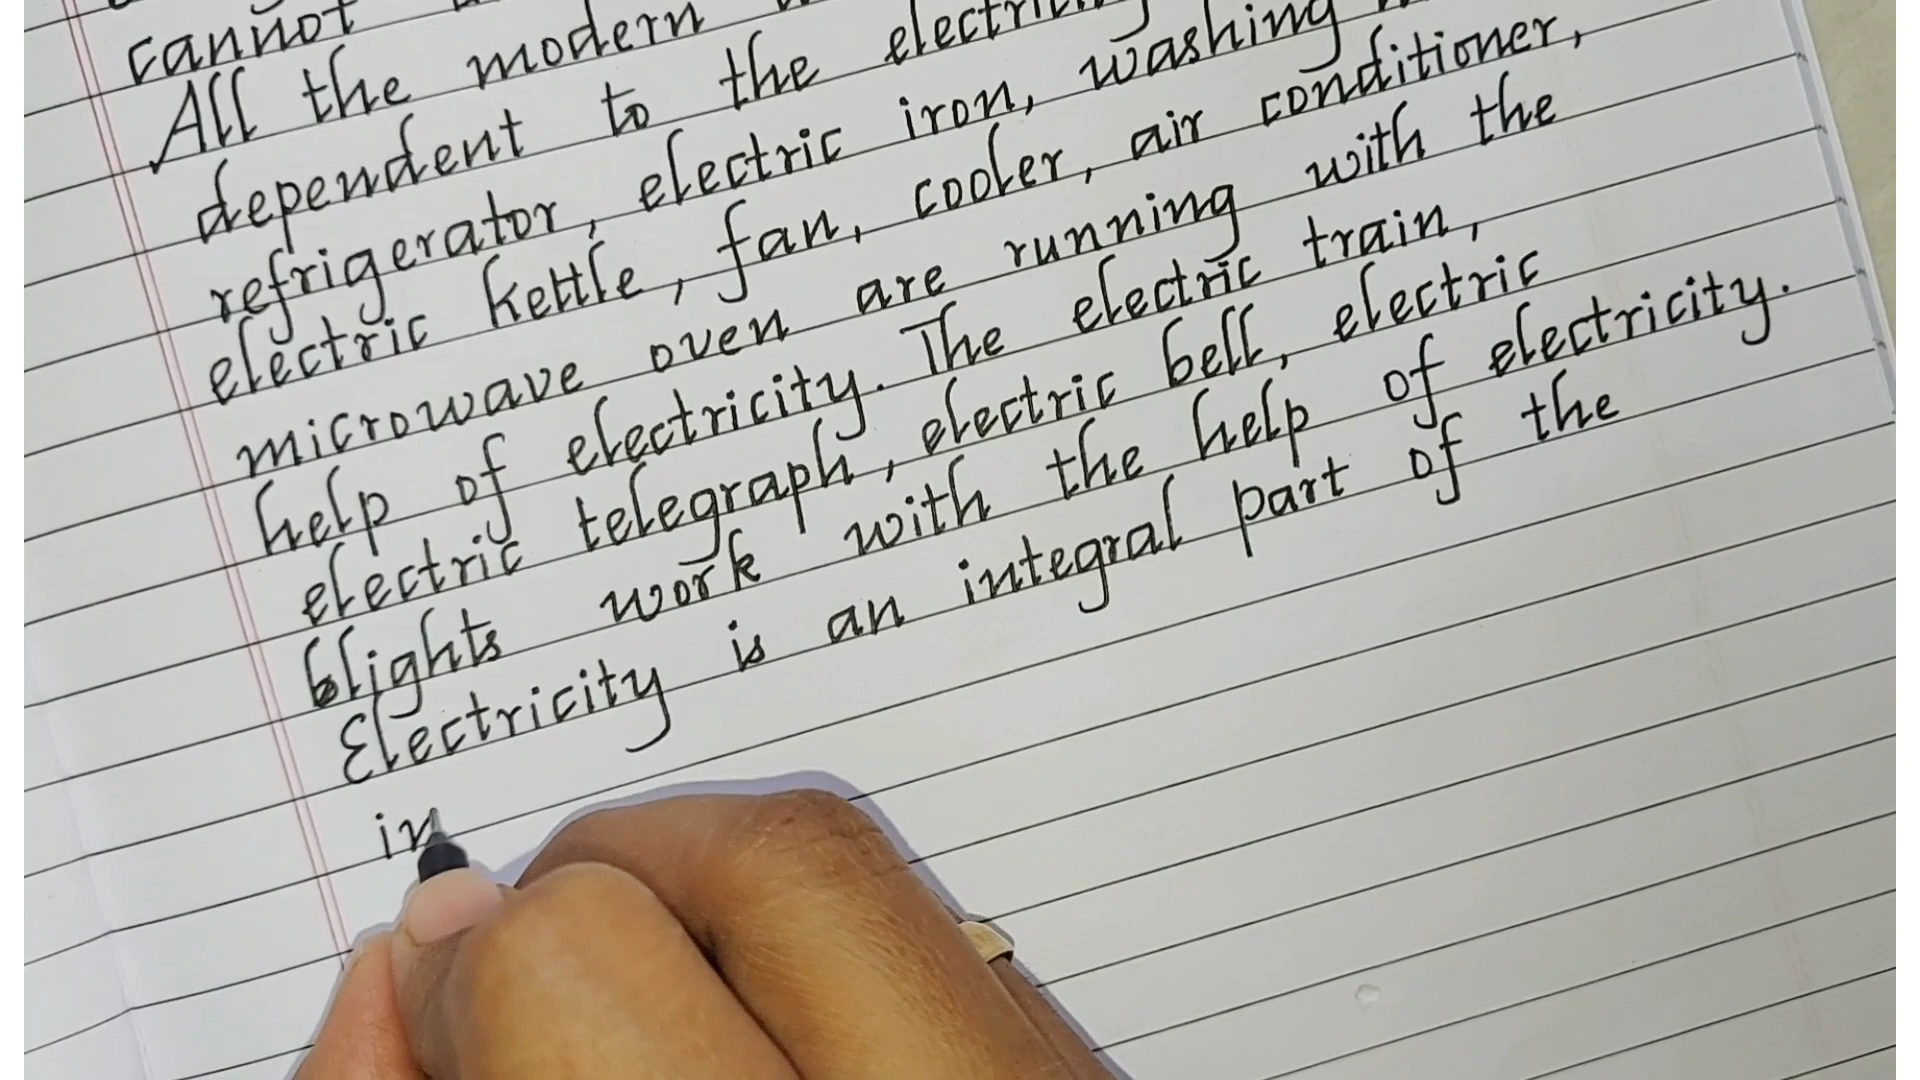 cannot
All the modern
dependent to the
refrigerator, electric iron, washing
electric kettle, fan, cooler, air conditioner,
microwave oven are running with the
help of electricity. The electric train,
electric telegraph, electric bell, electric
lights work with the help of electricity.
Electricity is an integral part of the
in